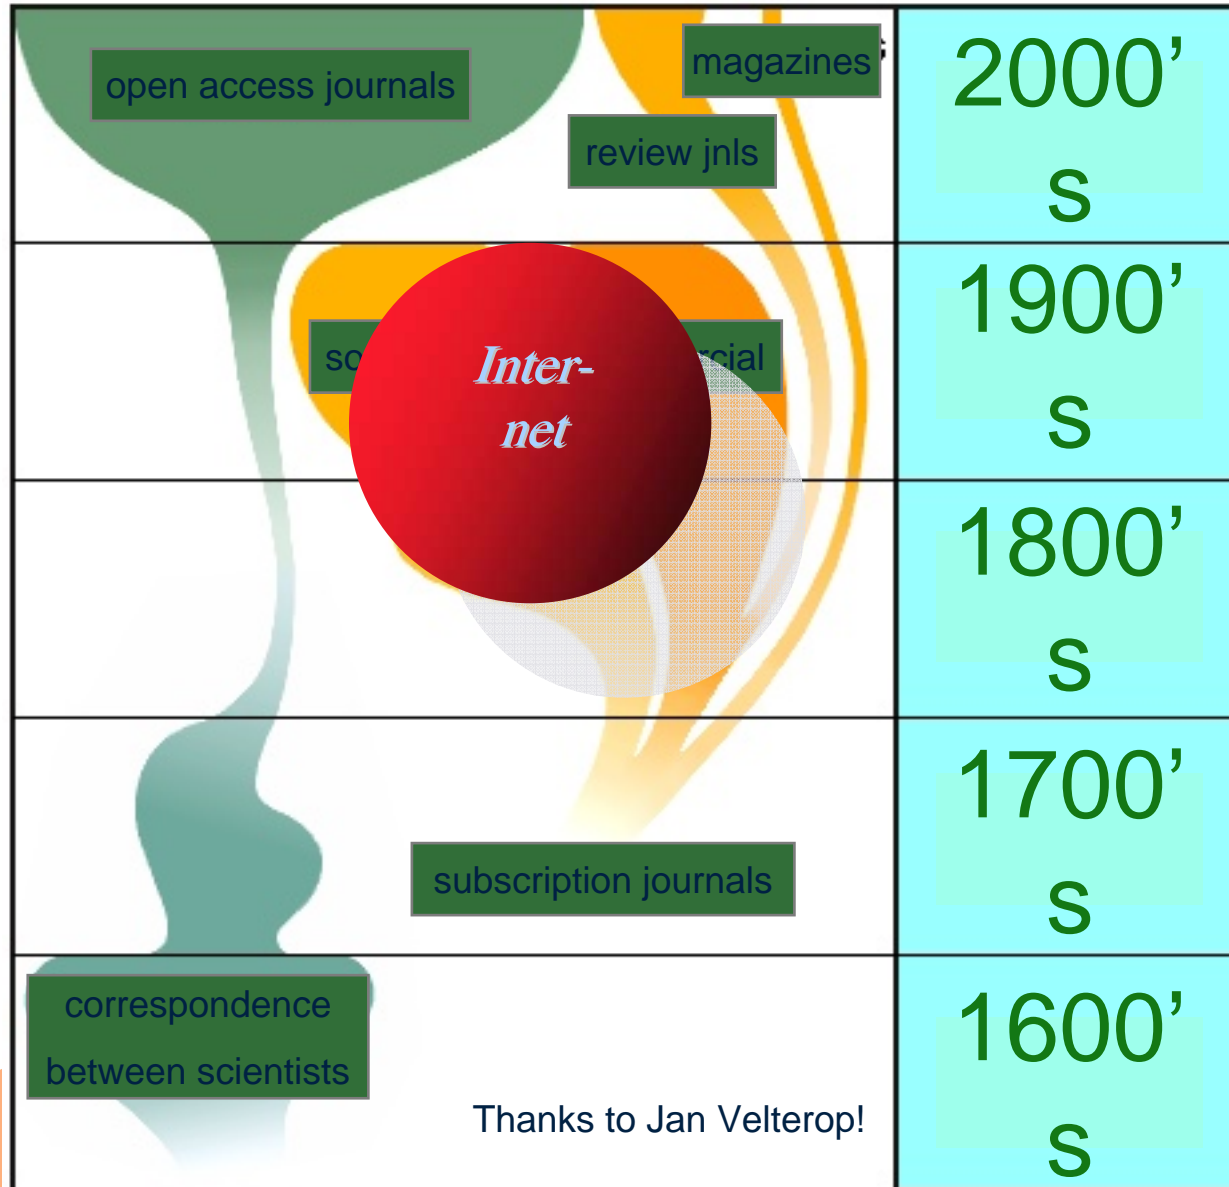 open access journals
magazines
review jnls
2000’
s
Inter-
net
1900’
s
1800’
s
1700’
s
subscription journals
correspondence
between scientists
1600’
s
Thanks to Jan Velterop!